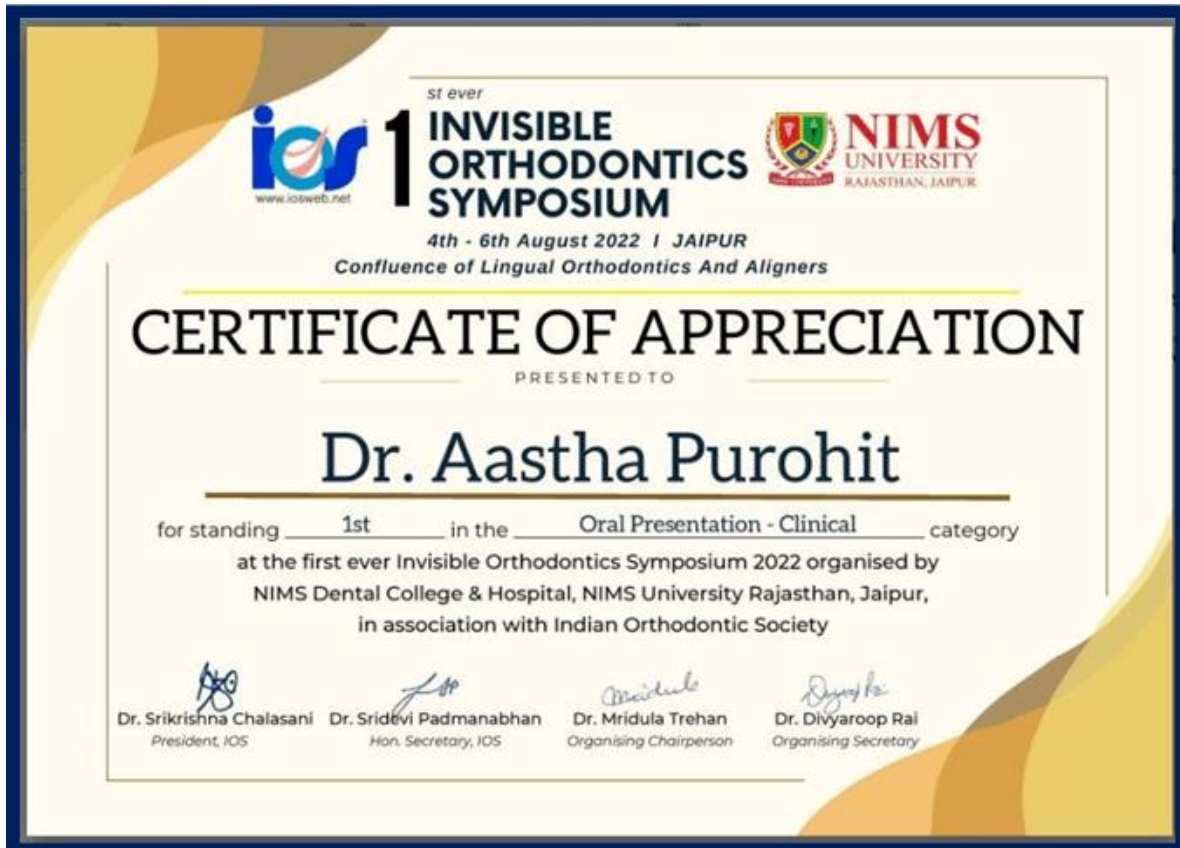 st ever
ios
www.iosweb.net
1
INVISIBLE
ORTHODONTICS
SYMPOSIUM
NIMS
UNIVERSITY
RAJASTHAN, JAIPUR
4th - 6th August 2022 I JAIPUR
Confluence of Lingual Orthodontics And Aligners
CERTIFICATE OF APPRECIATION
PRESENTED TO
Dr. Aastha Purohit
for standing 1st in the Oral Presentation - Clinical category
at the first ever Invisible Orthodontics Symposium 2022 organised by
NIMS Dental College & Hospital, NIMS University Rajasthan, Jaipur,
in association with Indian Orthodontic Society
Dr. Srikrishna Chalasani Dr. Sridevi Padmanabhan Dr. Mridula Trehan Dr. Divyaroop Rai
President, IOS Hon. Secretary, IOS Organising Chairperson Organising Secretary